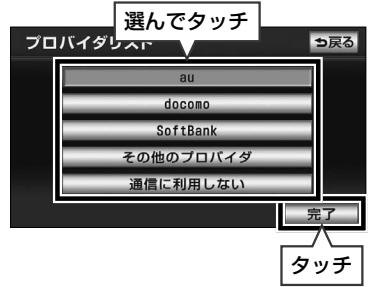 選んでタッチ
プロバイダリスト
戻る
au
docomo
SoftBank
その他のプロバイダ
通信に利用しない
完了
タッチ